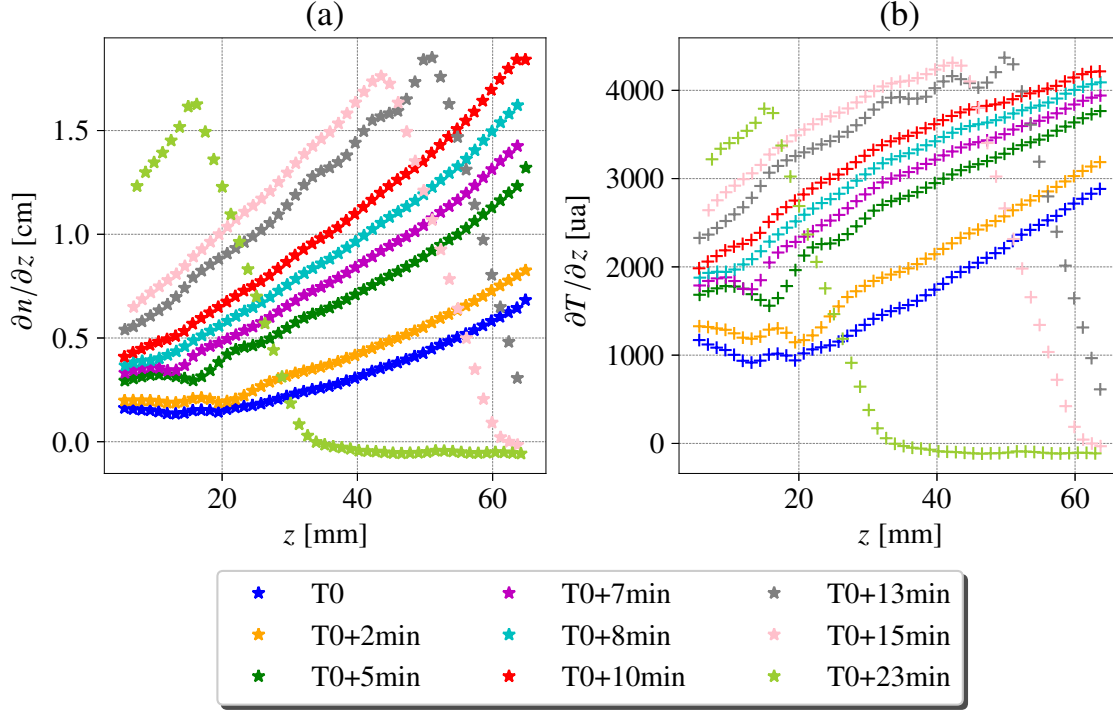 (a) (b)
∂n/∂z [cm]
1.5
1.0
0.5
0.0
20 40 60
z [mm]
∂T/∂z [ua]
4000
3000
2000
1000
0
20 40 60
z [mm]
T0 T0+7min T0+13min
T0+2min T0+8min T0+15min
T0+5min T0+10min T0+23min